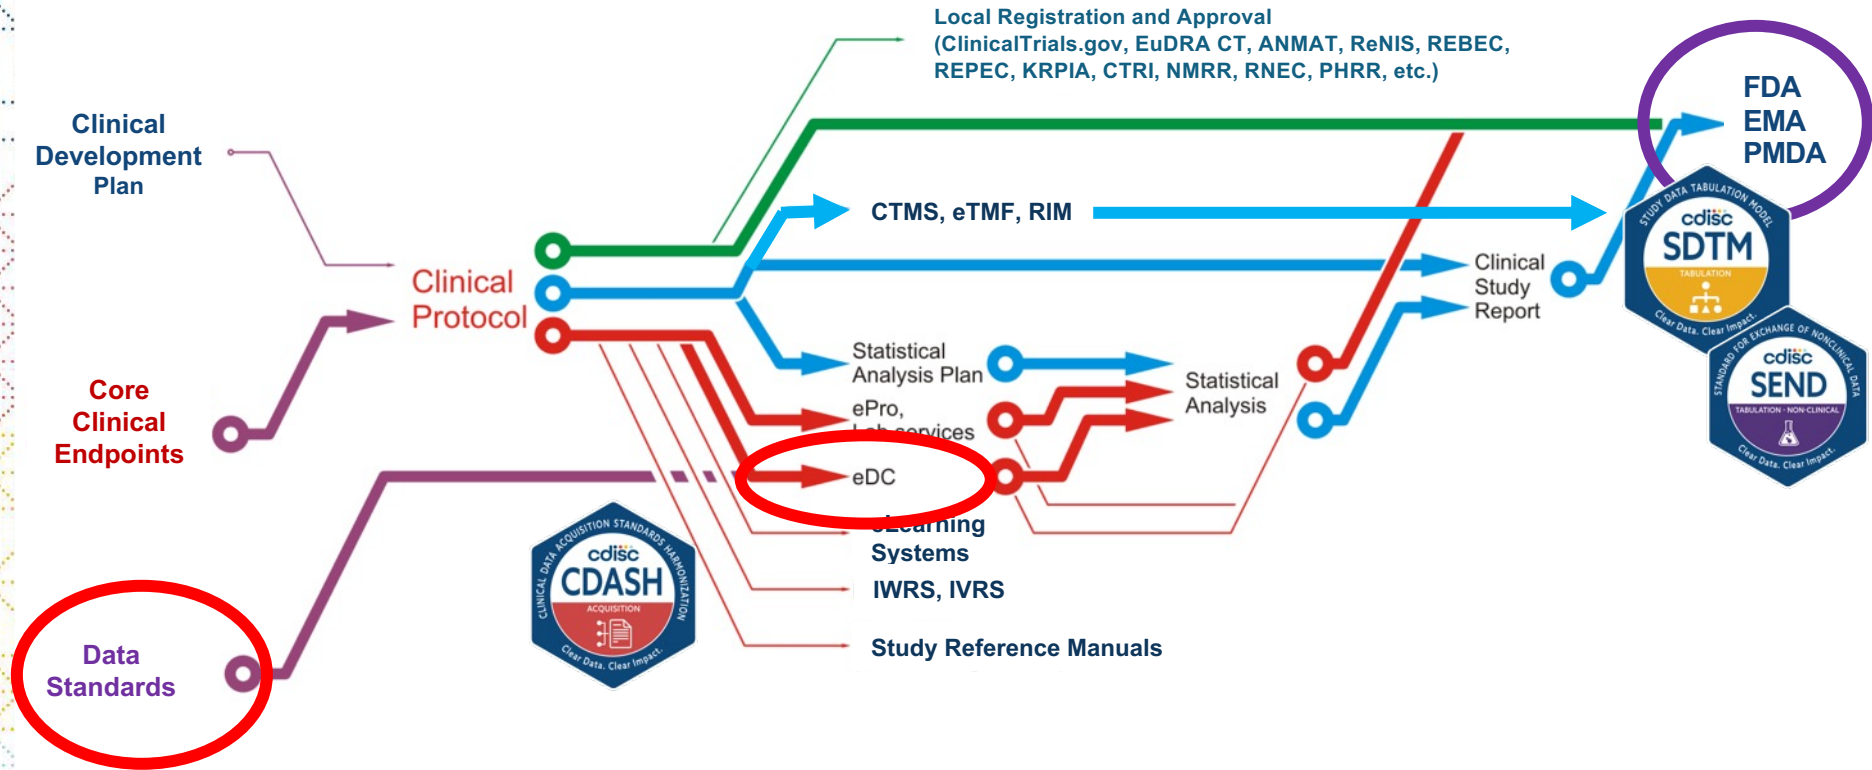 Local Registration and Approval
(ClinicalTrials.gov, EuDRA CT, ANMAT, ReNIS, REBEC,
REPEC, KRPIA, CTRI, NMRR, RNEC, PHRR, etc.)
FDA
EMA
PMDA
Clinical
Development
Plan
CTMS, eTMF, RIM
STUDY DATA TABULATION MODEL
cdisc
SDTM
TABULATION
Clear Data. Clear Impact.
Clinical
Protocol
Clinical
Study
Report
Statistical
Analysis Plan
Statistical
Analysis
STANDARD FOR EXCHANGE OF NONCLINICAL DATA
cdisc
SEND
TABULATION - NON-CLINICAL
Clear Data. Clear Impact.
Core
Clinical
Endpoints
ePro,
Lab services
eDC
eLearning
Systems
CLINICAL DATA ACQUISITION STANDARDS HARMONIZATION
cdisc
CDASH
ACQUISITION
Clear Data. Clear Impact.
IWRS, IVRS
Study Reference Manuals
Data
Standards